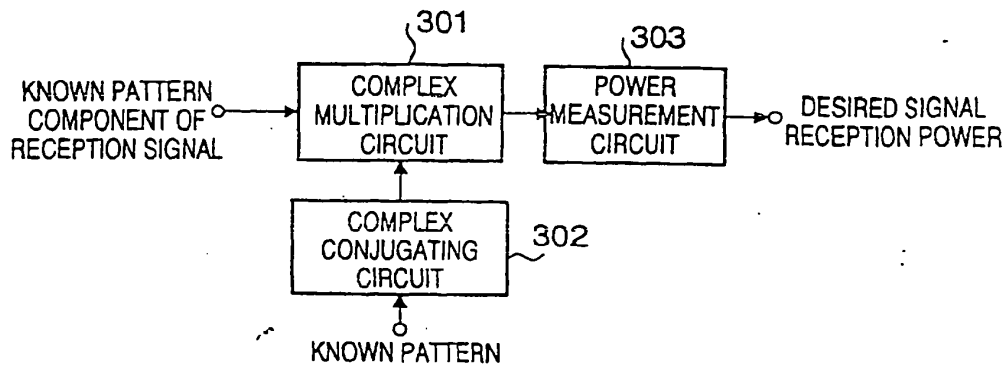 301
303
KNOWN PATTERN
COMPONENT OF
RECEPTION SIGNAL
COMPLEX
MULTIPLICATION
CIRCUIT
POWER
MEASUREMENT
CIRCUIT
DESIRED SIGNAL
RECEPTION POWER
COMPLEX
CONJUGATING
CIRCUIT
302
KNOWN PATTERN